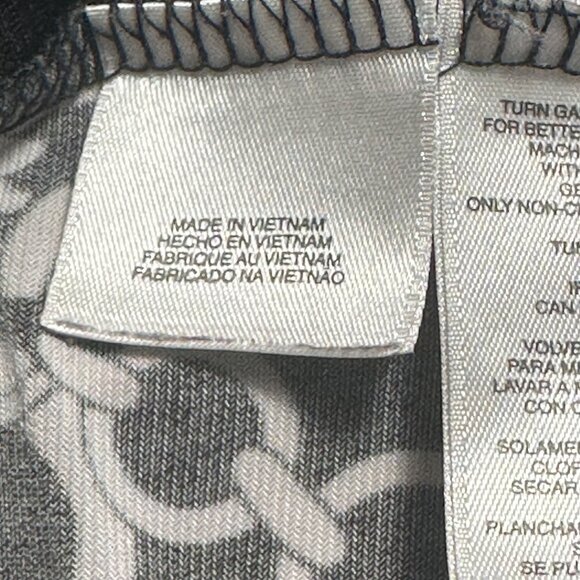 MADE IN VIETNAM
HECHO EN VIETNAM
FABRIQUE AU VIETNAM
FABRICADO NA VIETNÃO
TURN GA
FOR BETTE
MACH
WITH
GE
ONLY NON-C
TU
CAN
VOLVE
PARA M
LAVAR A
CON
SOLAME
CLOR
SECAR
PLANCHA
S
SE PU